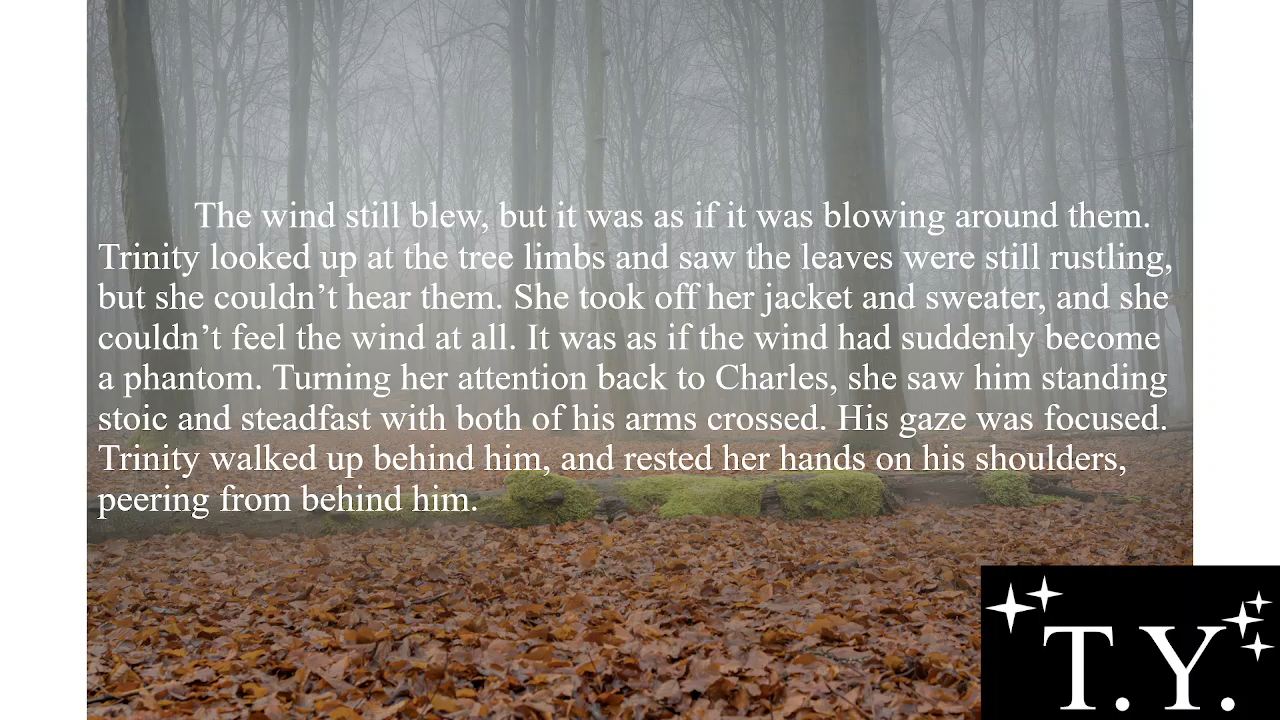 The wind still blew, but it was as if it was blowing around them.
Trinity looked up at the tree limbs and saw the leaves were still rustling,
but she couldn’t hear them. She took off her jacket and sweater, and she
couldn’t feel the wind at all. It was as if the wind had suddenly become
a phantom. Turning her attention back to Charles, she saw him standing
stoic and steadfast with both of his arms crossed. His gaze was focused.
Trinity walked up behind him, and rested her hands on his shoulders,
peering from behind him.
T.Y.